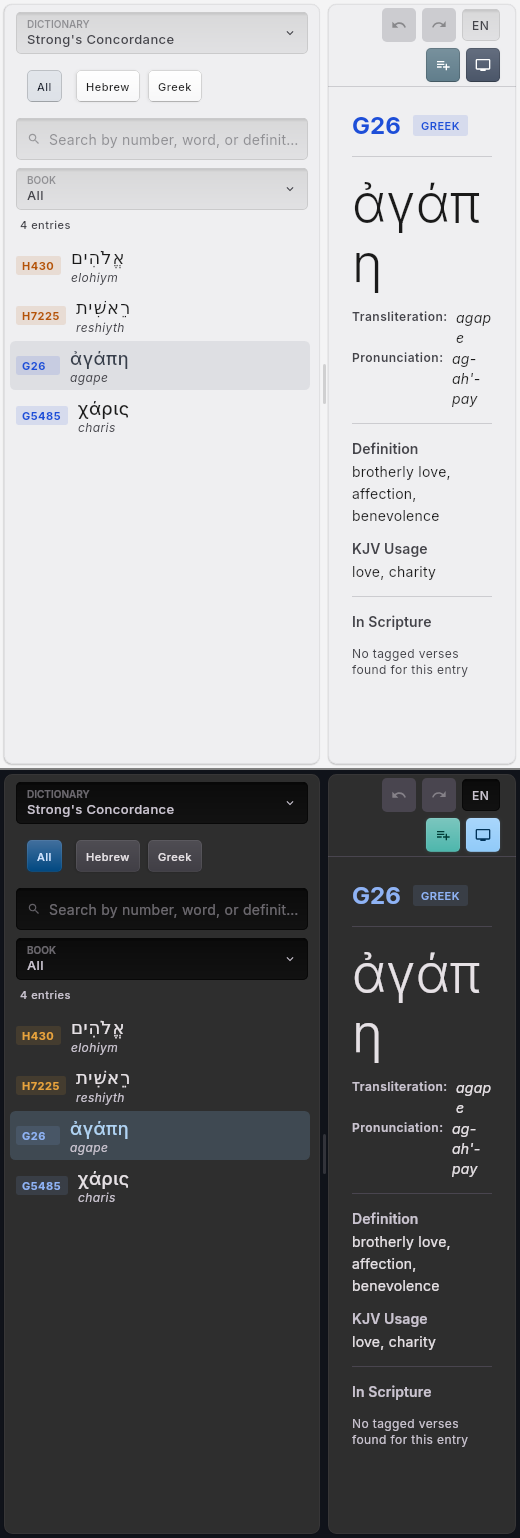 DICTIONARY
Strong's Concordance
All
Hebrew
Greek
Search by number, word, or definit...
BOOK
All
4 entries
H430
אֱלֹהִים
elohiym
H7225
רֵאשִׁית
reshiyth
G26
ἀγάπη
agape
G5485
χάρις
charis
EN
G26
GREEK
ἀγάπ
η
Transliteration: agap
e
Pronunciation: ag-
ah'-
pay
Definition
brotherly love,
affection,
benevolence
KJV Usage
love, charity
In Scripture
No tagged verses
found for this entry
DICTIONARY
Strong's Concordance
All
Hebrew
Greek
Search by number, word, or definit...
BOOK
All
4 entries
H430
אֱלֹהִים
elohiym
H7225
רֵאשִׁית
reshiyth
G26
ἀγάπη
agape
G5485
χάρις
charis
EN
G26
GREEK
ἀγάπ
η
Transliteration: agap
e
Pronunciation: ag-
ah'-
pay
Definition
brotherly love,
affection,
benevolence
KJV Usage
love, charity
In Scripture
No tagged verses
found for this entry